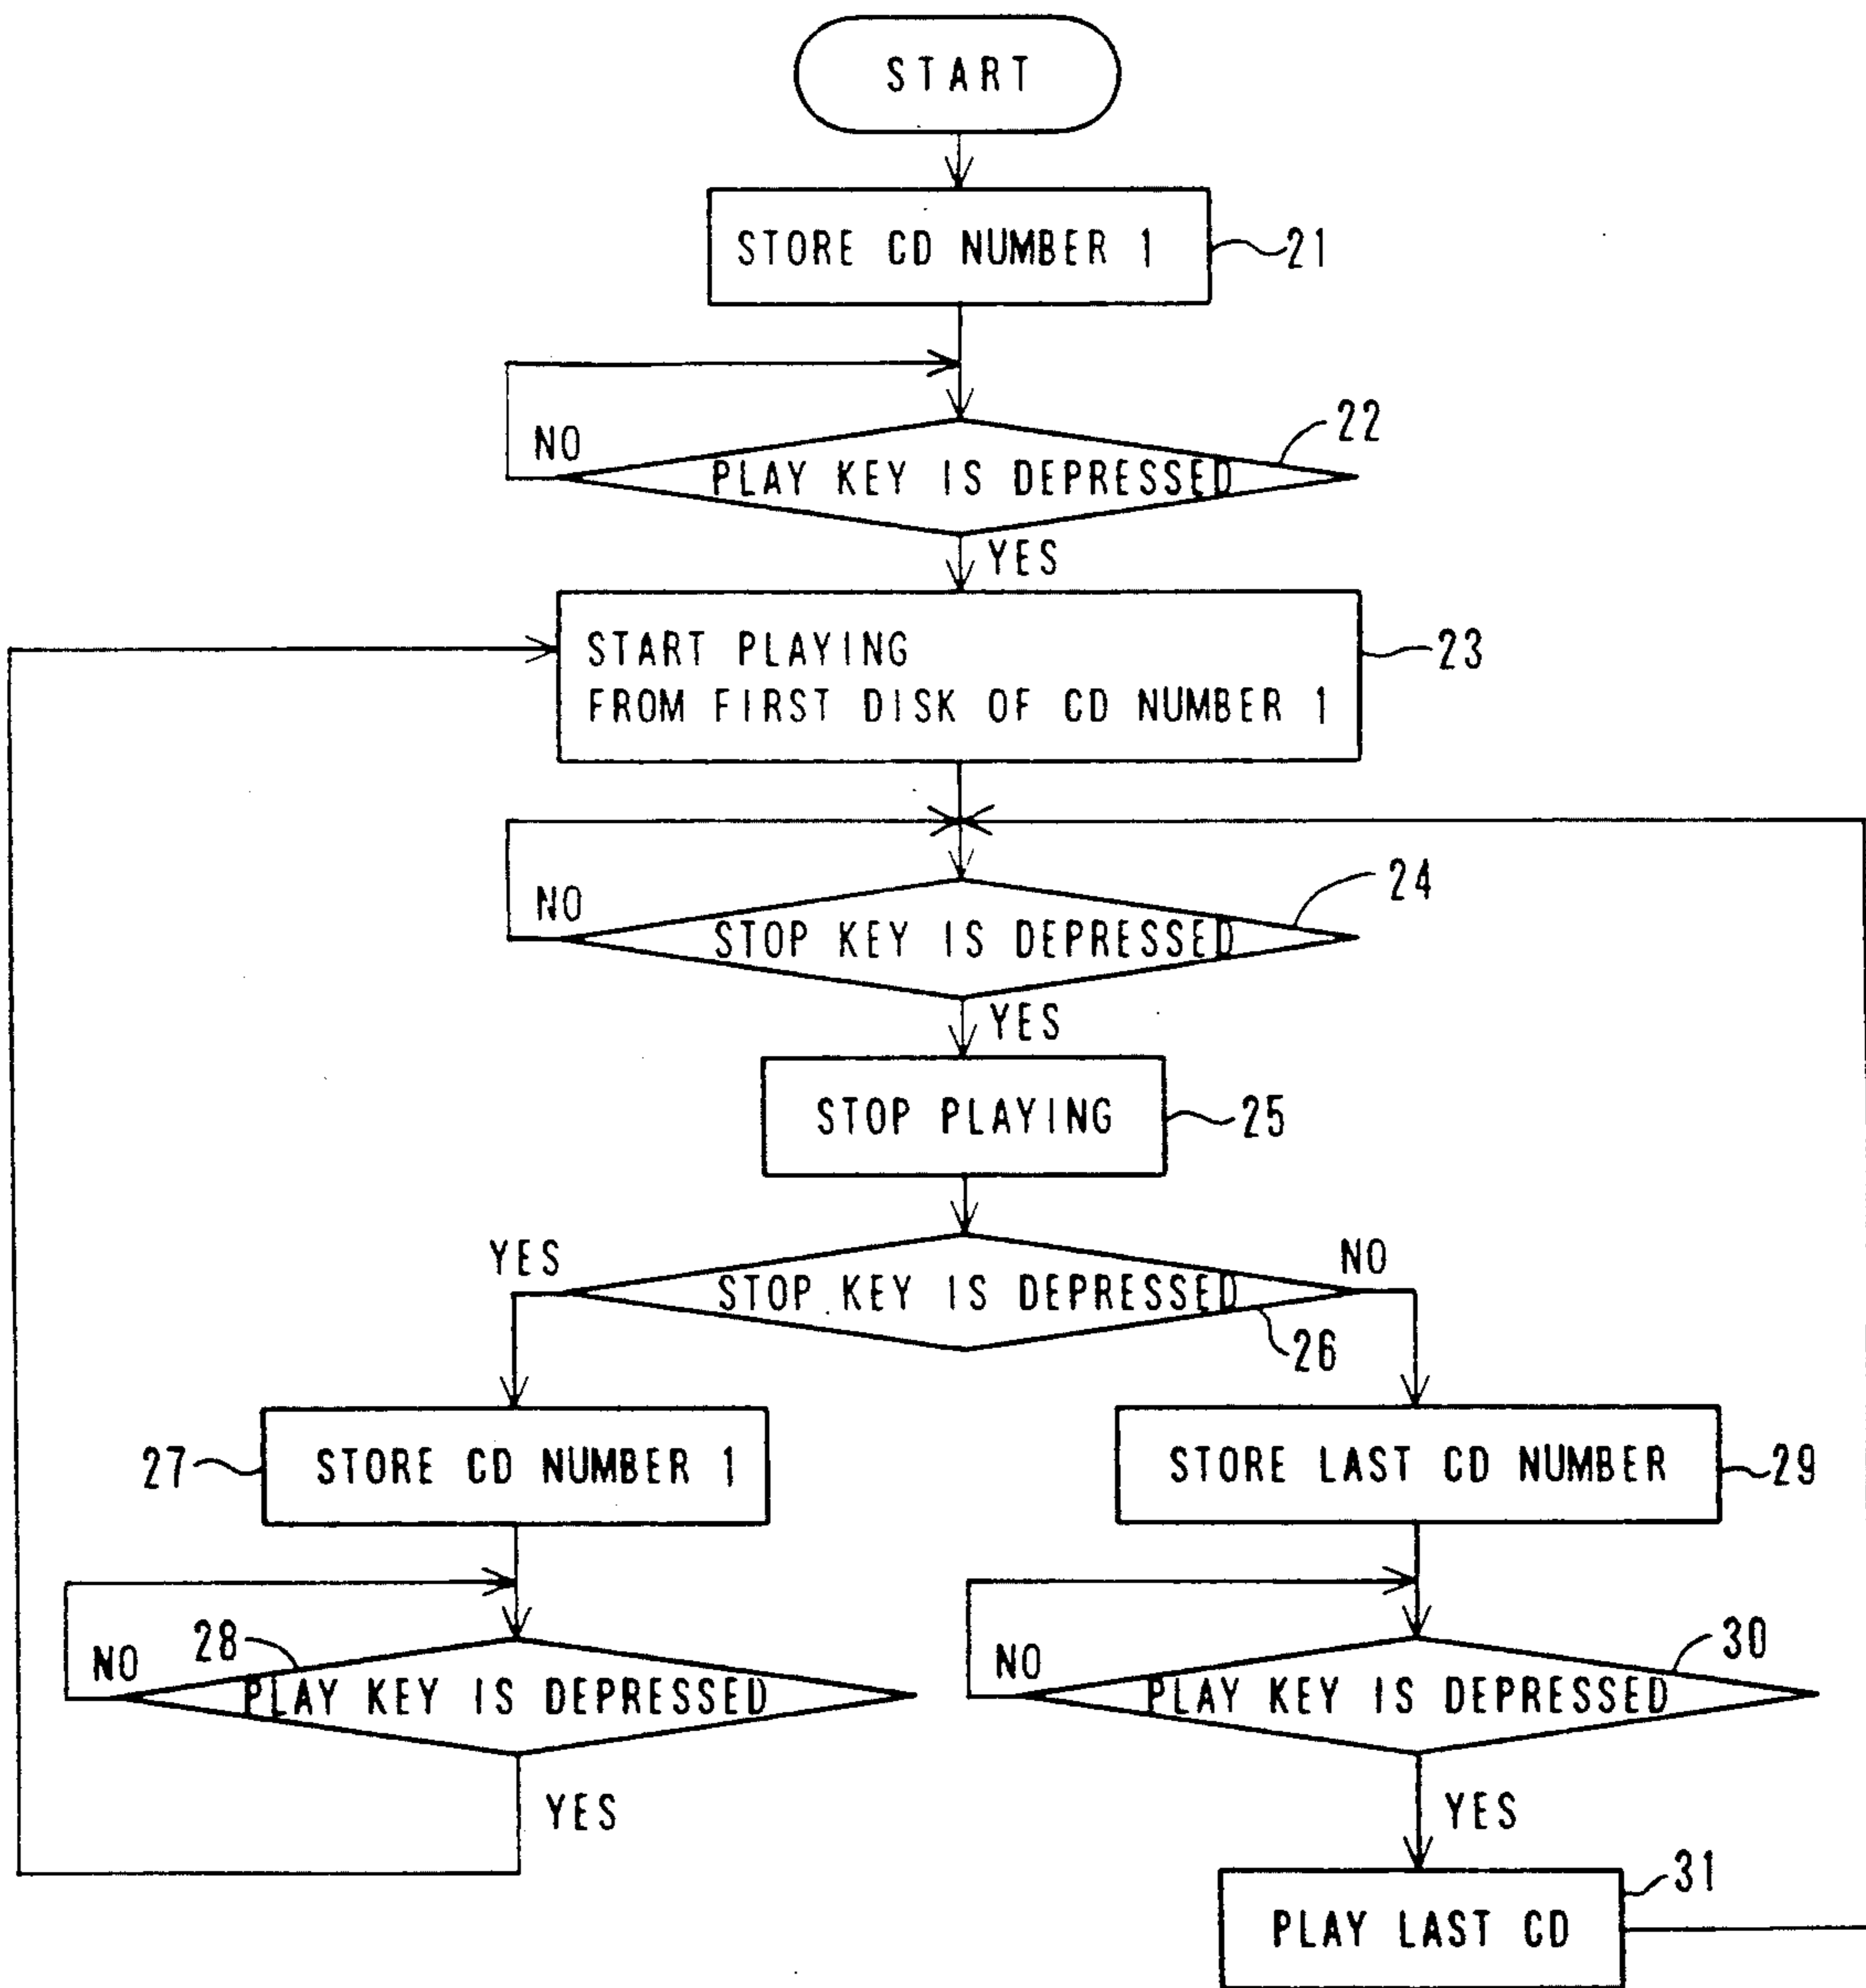 START
STORE CD NUMBER 1
21
22
NO
PLAY KEY IS DEPRESSED
YES
START PLAYING
FROM FIRST DISK OF CD NUMBER 1
23
24
NO
STOP KEY IS DEPRESSED
YES
STOP PLAYING
25
YES
NO
STOP KEY IS DEPRESSED
26
27
STORE CD NUMBER 1
STORE LAST CD NUMBER
29
28
NO
PLAY KEY IS DEPRESSED
YES
30
NO
PLAY KEY IS DEPRESSED
YES
31
PLAY LAST CD